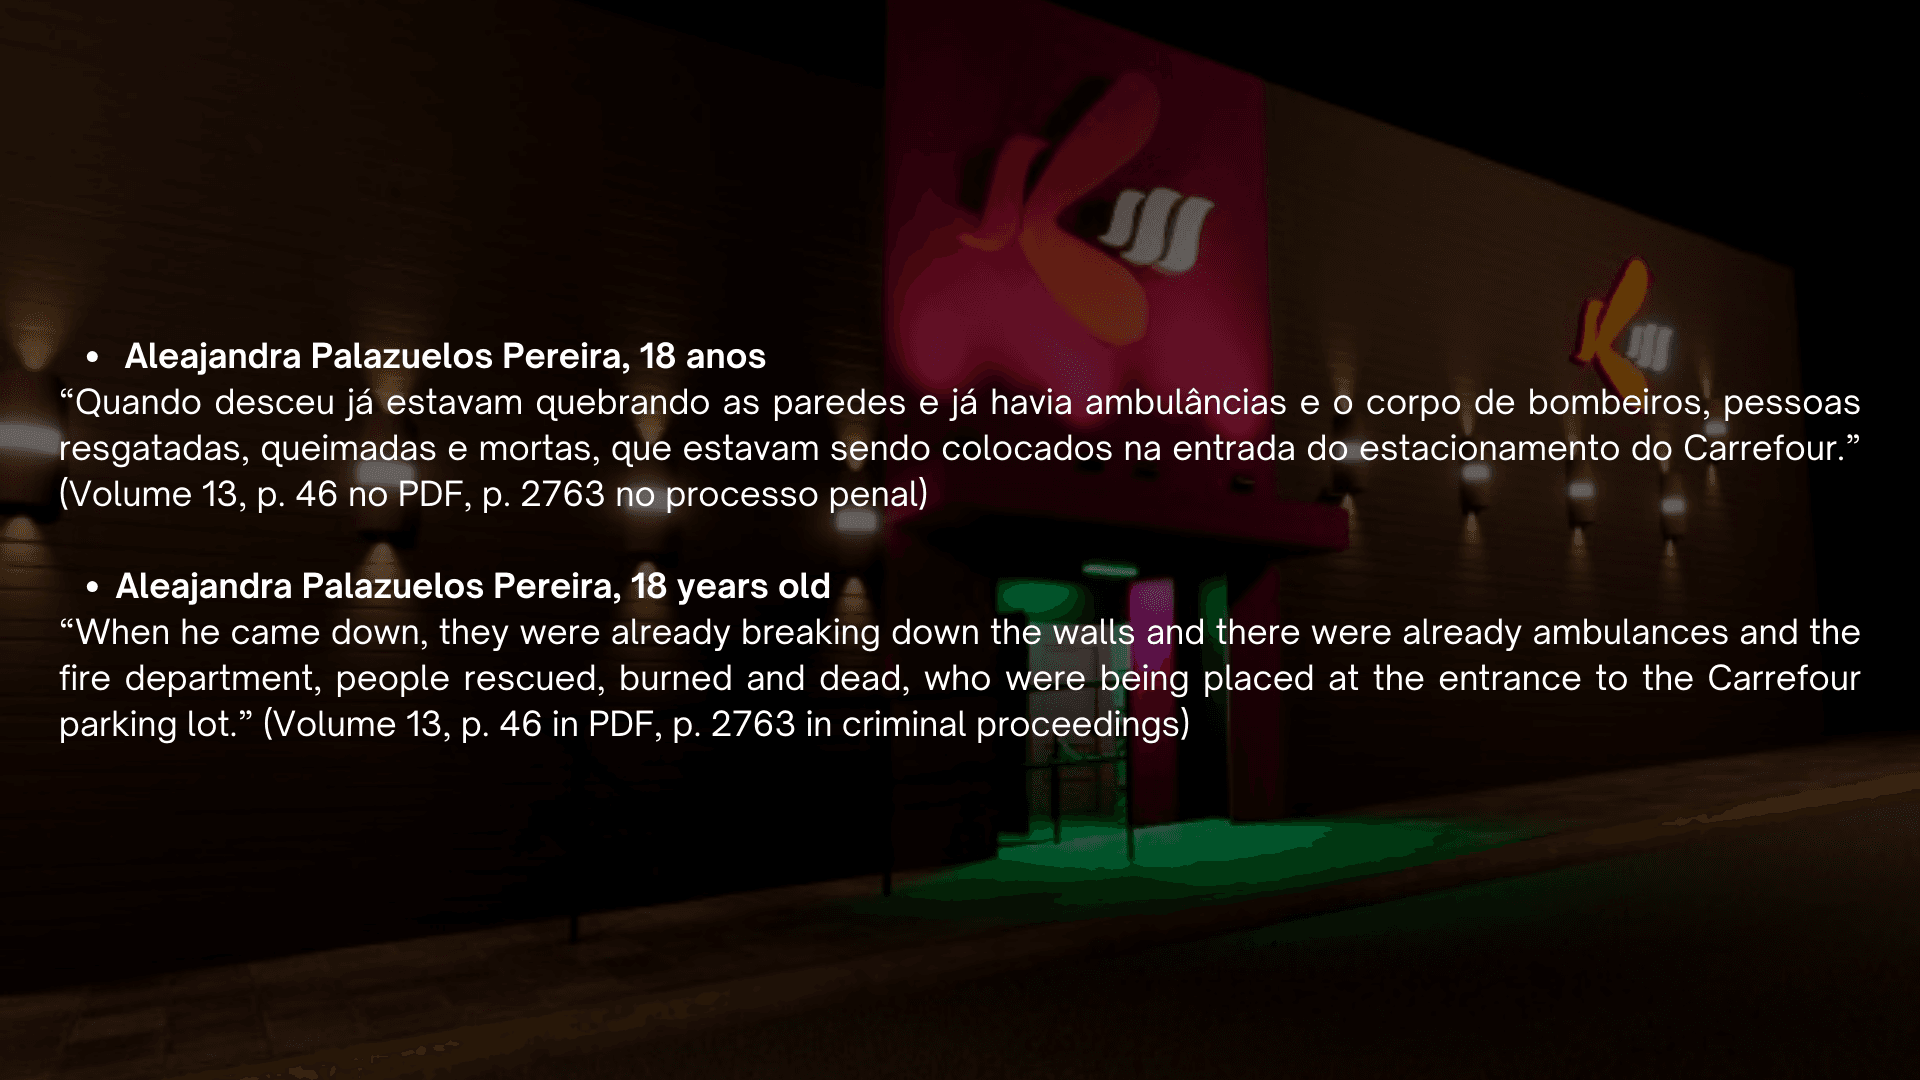 • Aleajandra Palazuelos Pereira, 18 anos
“Quando desceu já estavam quebrando as paredes e já havia ambulâncias e o corpo de bombeiros, pessoas
resgatadas, queimadas e mortas, que estavam sendo colocados na entrada do estacionamento do Carrefour.”
(Volume 13, p. 46 no PDF, p. 2763 no processo penal)
• Aleajandra Palazuelos Pereira, 18 years old
“When he came down, they were already breaking down the walls and there were already ambulances and the
fire department, people rescued, burned and dead, who were being placed at the entrance to the Carrefour
parking lot.” (Volume 13, p. 46 in PDF, p. 2763 in criminal proceedings)